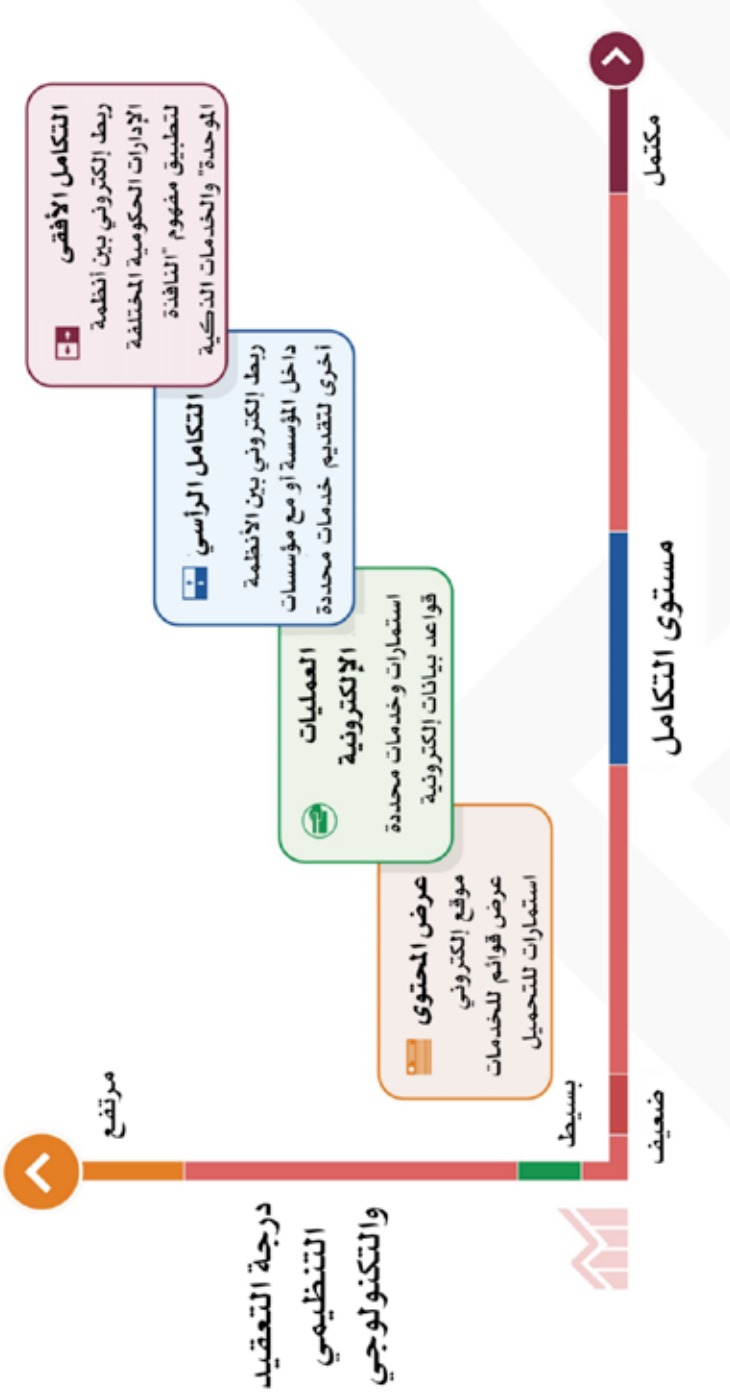 درجة التعقيد
التنظيمي
والتكنولوجي
مرتفع
بسيط
التكامل الأفقي
ربط إلكتروني بين أنظمة
الإدارات الحكومية المختلفة
لتطبيق مفهوم "النافذة
الموحدة" والخدمات الذكية
التكامل الرأسي
ربط إلكتروني بين الأنظمة
داخل المؤسسة أو مع مؤسسات
أخرى لتقديم خدمات محددة
العمليات
الإلكترونية
استمارات وخدمات محددة
قواعد بيانات إلكترونية
عرض المحتوى
موقع إلكتروني
عرض قوائم للخدمات
استمارات للتحميل
ضعيف
مستوى التكامل
مكتمل